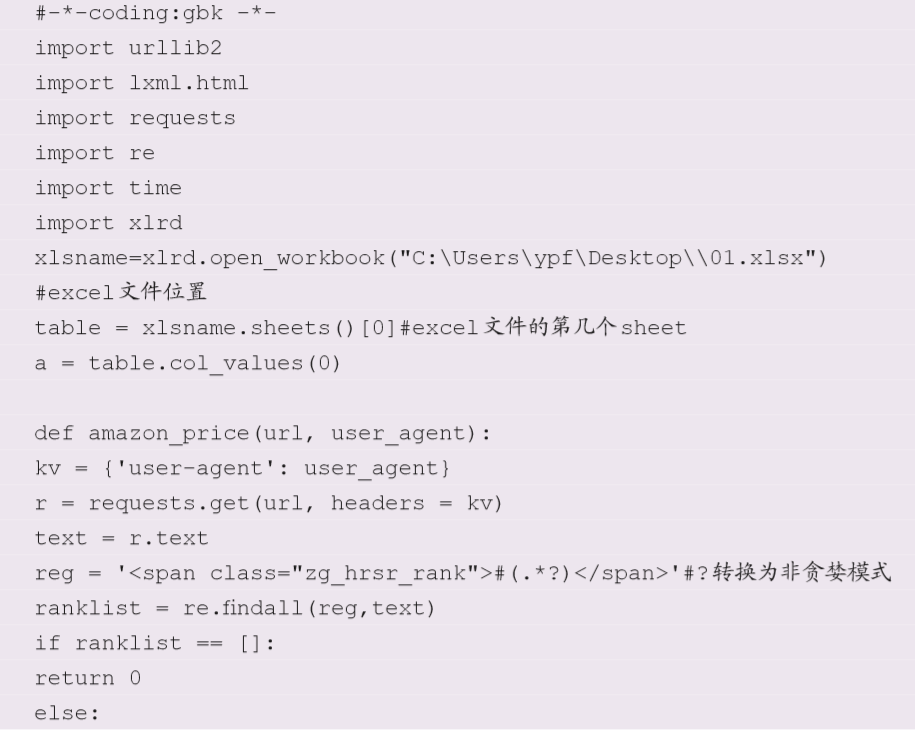 #-*-coding:gbk -*-
import urllib2
import lxml.html
import requests
import re
import time
import xlrd
xlsname=xlrd.open_workbook("C:\Users\ypf\Desktop\\01.xlsx")
#excel文件位置
table = xlsname.sheets()[0]#excel文件的第几个sheet
a = table.col_values(0)
def amazon_price(url, user_agent):
kv = {'user-agent': user_agent}
r = requests.get(url, headers = kv)
text = r.text
reg = '<span class="zg_hrsr_rank">#(.*?)</span>'#?转换为非贪婪模式
ranklist = re.findall(reg,text)
if ranklist == []:
return 0
else: